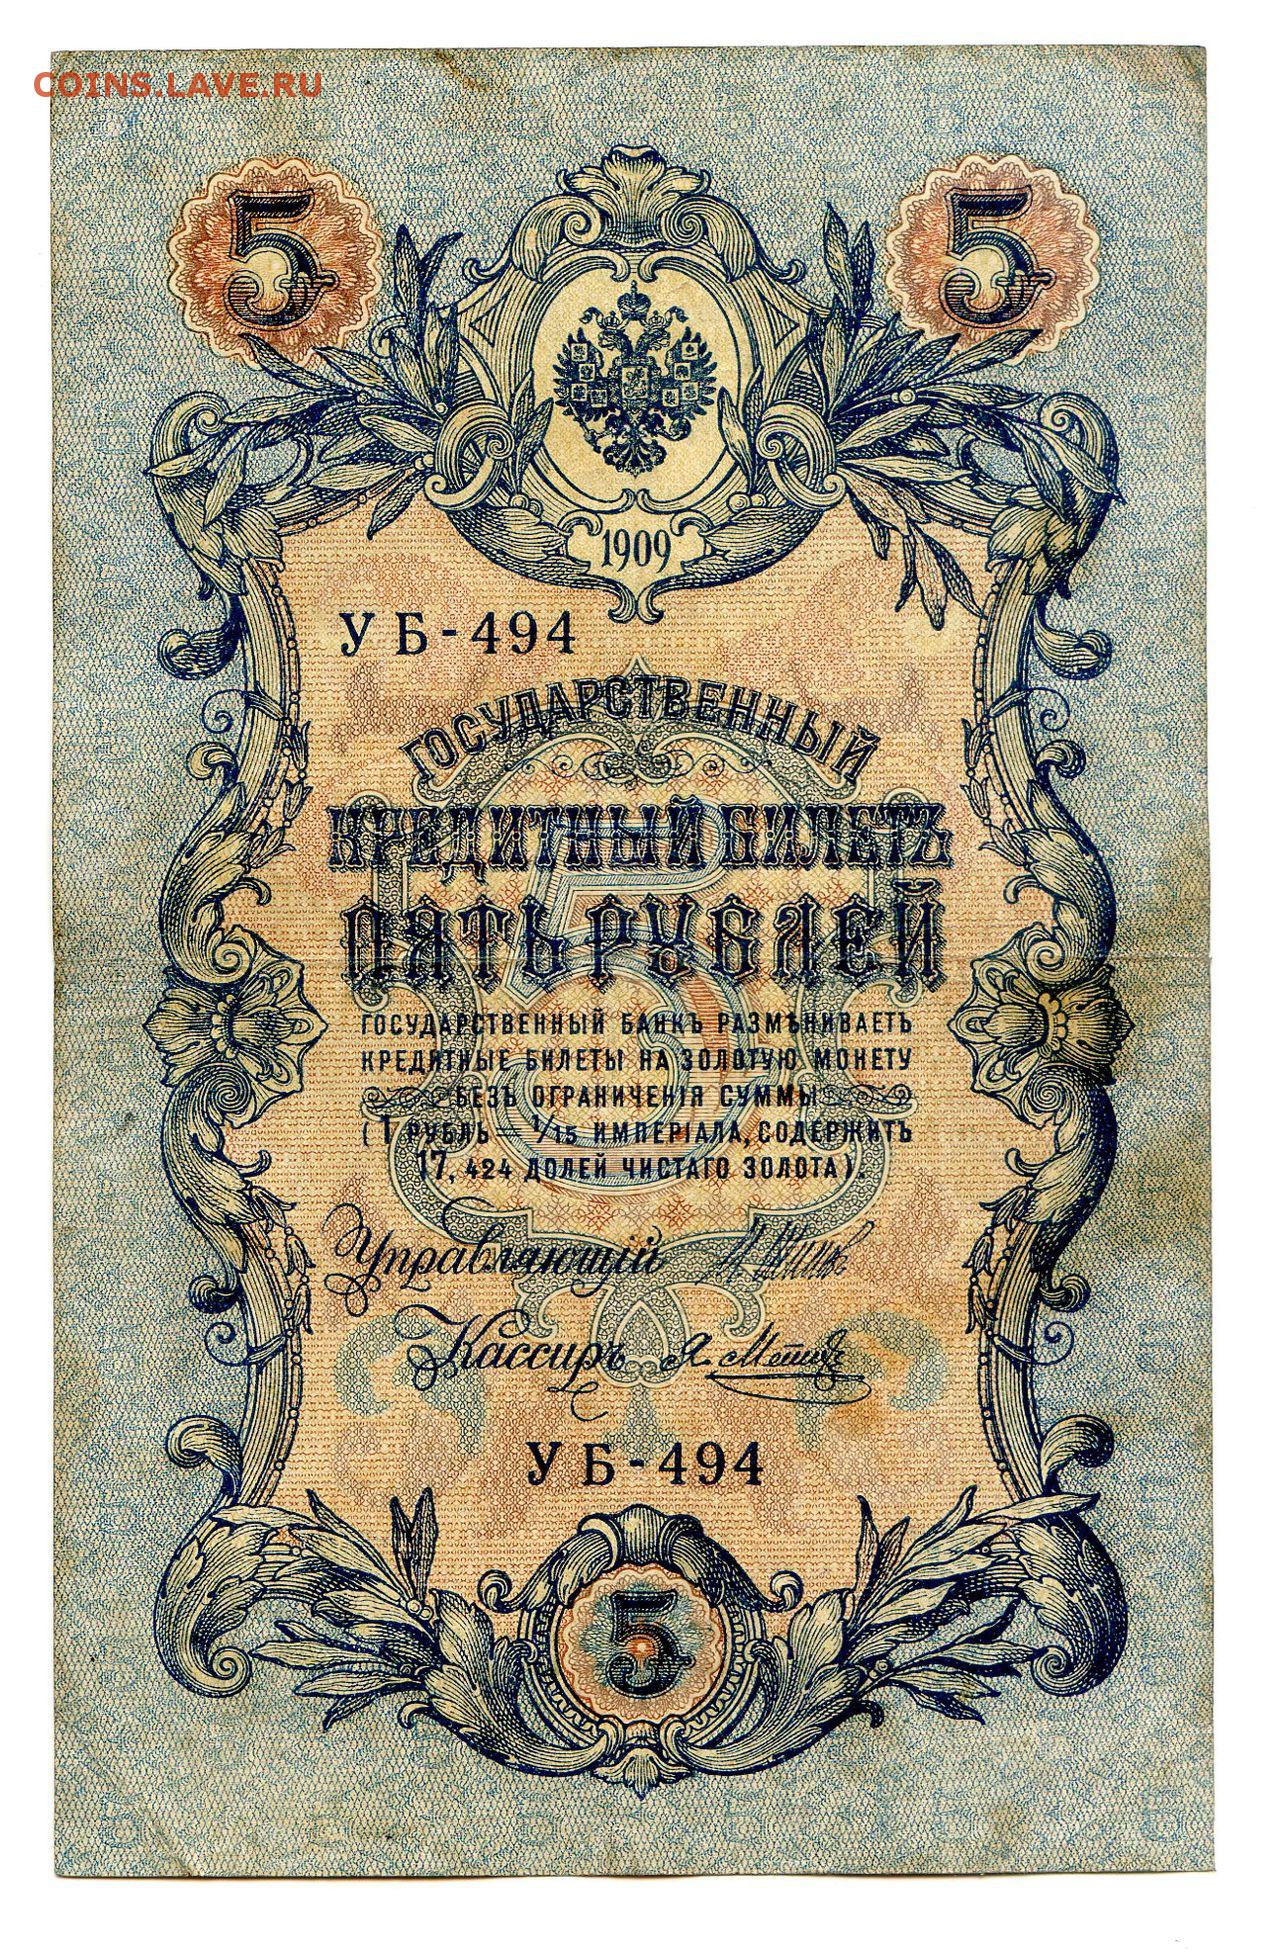 COINS.LAVE.RU
5 5
1909
УБ-494
ГОСУДАРСТВЕННЫЙ
КРЕДИТНЫЙ БИЛЕТЪ
ПЯТЬ РУБЛЕЙ
ГОСУДАРСТВЕННЫЙ БАНКЪ РАЗМѢНИВАЕТЪ
КРЕДИТНЫЕ БИЛЕТЫ НА ЗОЛОТУЮ МОНЕТУ
БЕЗЪ ОГРАНИЧЕНІЯ СУММЫ
(1 РУБЛЬ = 1/15 ИМПЕРІАЛА, СОДЕРЖИТЪ
17,424 ДОЛЕЙ ЧИСТАГО ЗОЛОТА).
Управляющій
Кассиръ Я. Метцъ
УБ-494
5